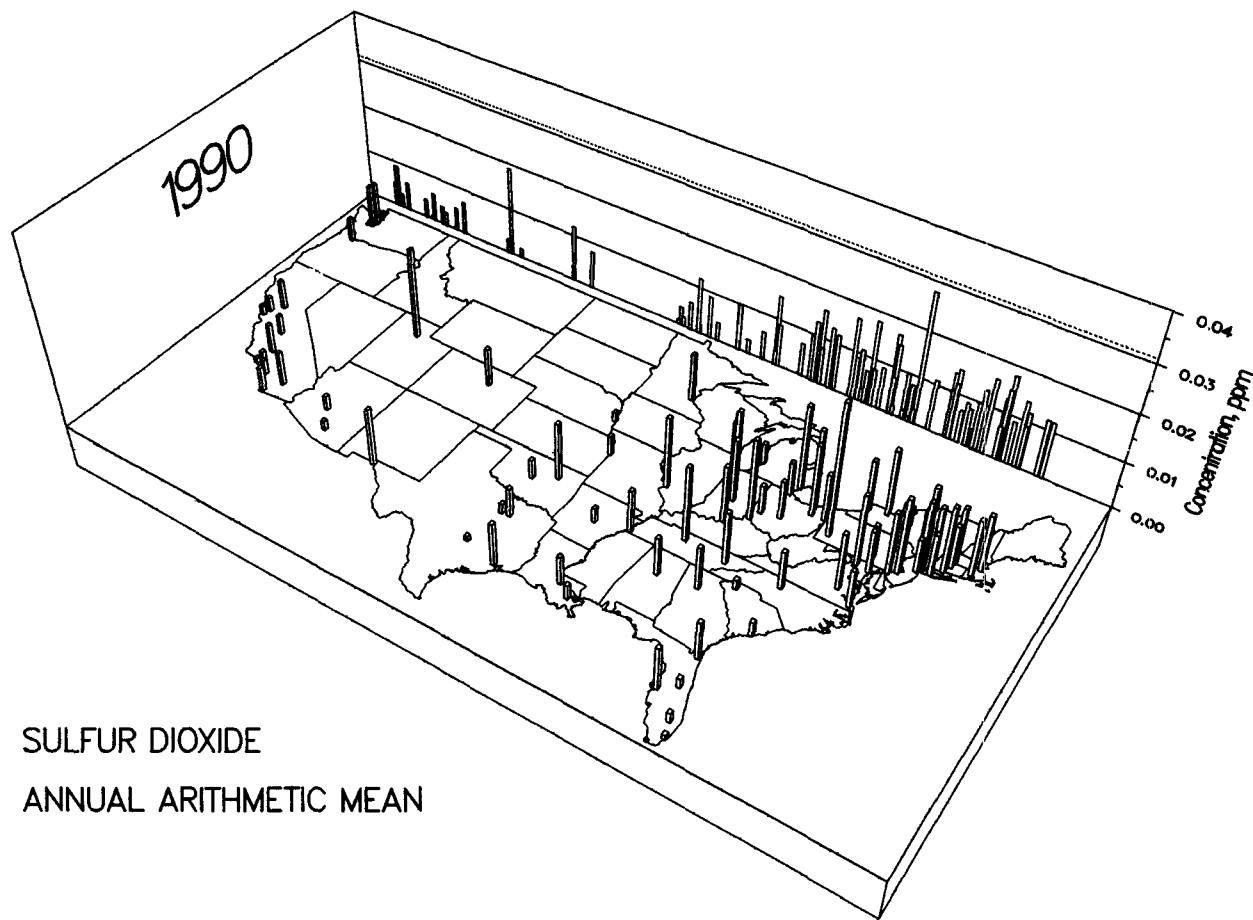 1990
0.04
0.03
0.02
0.01
0.00
Concentration, ppm
SULFUR DIOXIDE
ANNUAL ARITHMETIC MEAN